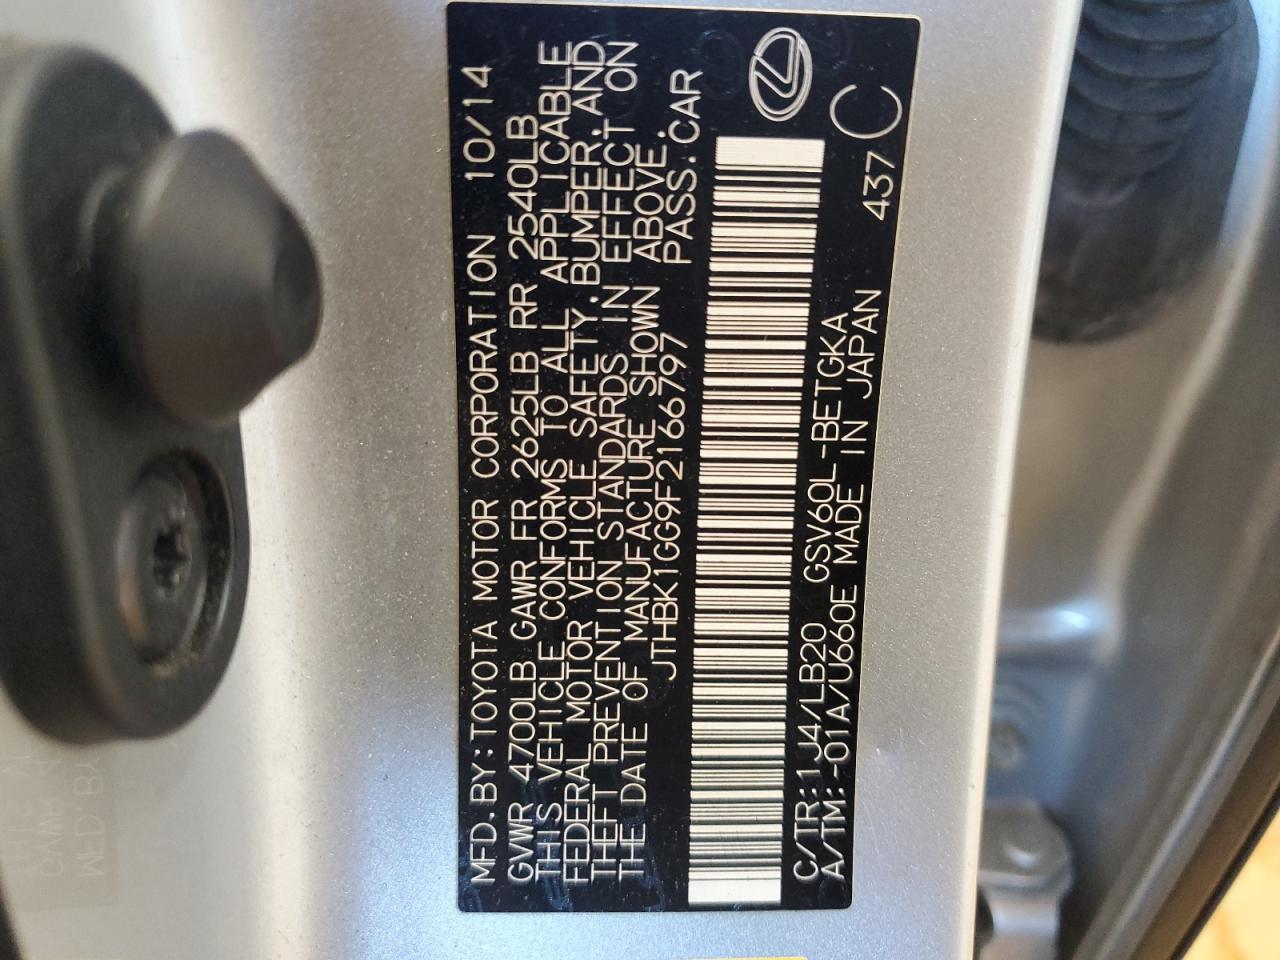 MFD.BY:TOYOTA MOTOR CORPORATION 10/14
GVWR 4700LB GAWR FR 2625LB RR 2540LB
THIS VEHICLE CONFORMS TO ALL APPLICABLE
FEDERAL MOTOR VEHICLE SAFETY, BUMPER, AND
THEFT PREVENTION STANDARDS IN EFFECT ON
THE DATE OF MANUFACTURE SHOWN ABOVE.
JTHBK1GG9F2166797 PASS.CAR
C/TR:1J4/LB20 GSV60L-BETGKA
A/TM:-01A/U660E MADE IN JAPAN 437 C